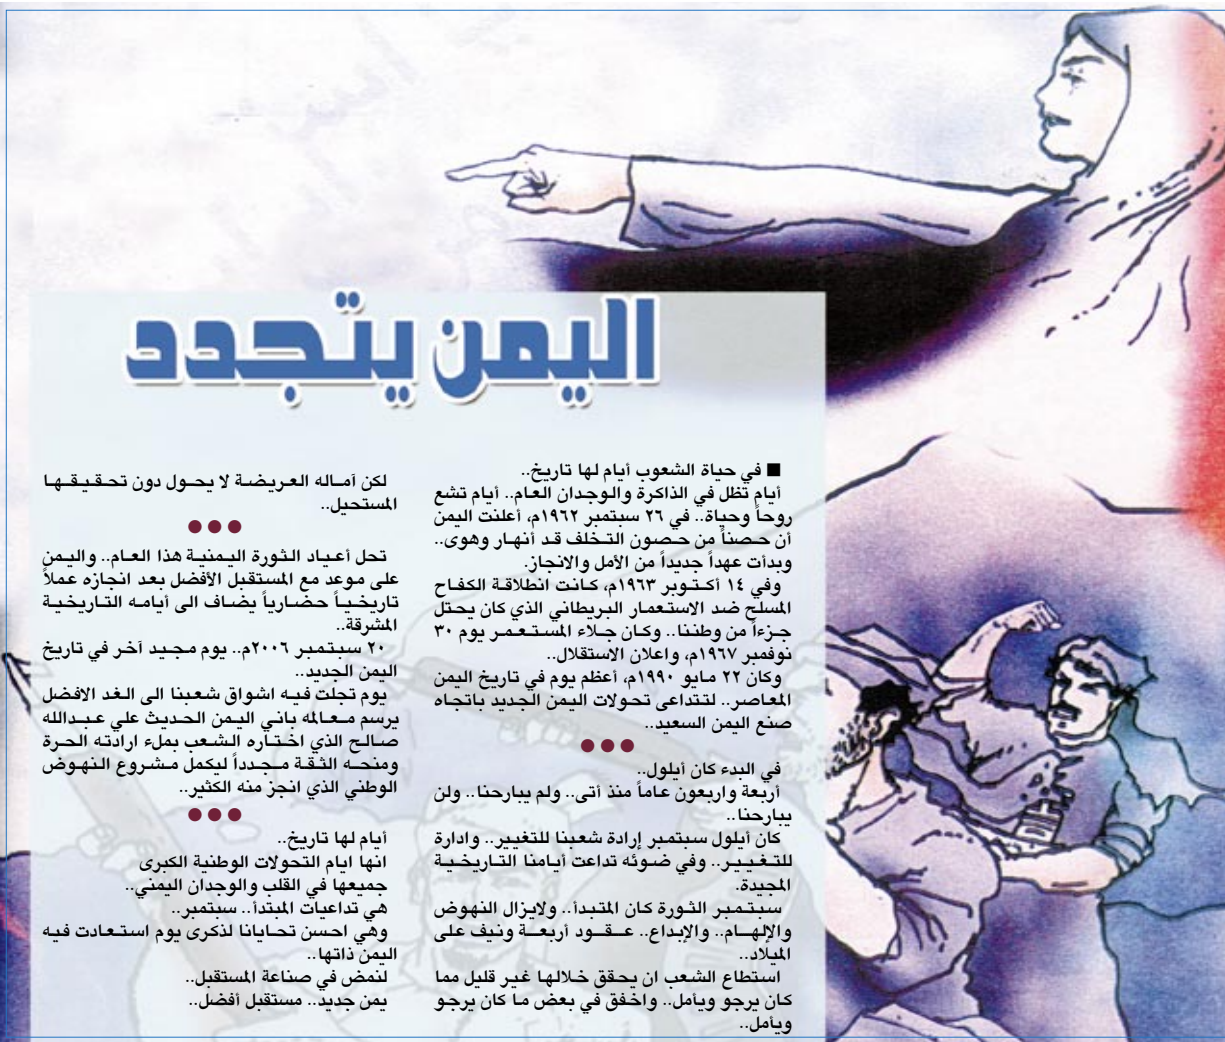 اليمن يتجدد
■ في حياة الشعوب أيام لها تاريخ..
أيام تظل في الذاكرة والوجدان العام.. أيام تشع
روحاً وحياة.. في ٢٦ سبتمبر ١٩٦٢م، أعلنت اليمن
أن حصناً من حصون التخلف قد أنهار وهوى..
وبدأت عهداً جديداً من الأمل والانجاز.
وفي ١٤ أكتوبر ١٩٦٣م، كانت انطلاقة الكفاح
المسلح ضد الاستعمار البريطاني الذي كان يحتل
جزءاً من وطننا.. وكان جلاء المستعمر يوم ٣٠
نوفمبر ١٩٦٧م، واعلان الاستقلال..
وكان ٢٢ مايو ١٩٩٠م، أعظم يوم في تاريخ اليمن
المعاصر.. لتتداعى تحولات اليمن الجديد باتجاه
صنع اليمن السعيد..
●●●
في البدء كان أيلول..
أربعة واربعون عاماً منذ أتى.. ولم يبارحنا.. ولن
يبارحنا..
كان أيلول سبتمبر إرادة شعبنا للتغيير.. وادارة
للتغيير.. وفي ضوئه تداعت أيامنا التاريخية
المجيدة.
سبتمبر الثورة كان المتبدأ.. ولايزال النهوض
والإلهام.. والإبداع.. عقود أربعة ونيف على
الميلاد..
استطاع الشعب ان يحقق خلالها غير قليل مما
كان يرجو ويأمل.. واخفق في بعض ما كان يرجو
ويأمل..
لكن آماله العريضة لا يحول دون تحقيقها
المستحيل..
●●●
تحل أعياد الثورة اليمنية هذا العام.. واليمن
على موعد مع المستقبل الأفضل بعد انجازه عملاً
تاريخياً حضارياً يضاف الى أيامه التاريخية
المشرقة..
٢٠ سبتمبر ٢٠٠٦م.. يوم مجيد آخر في تاريخ
اليمن الجديد..
يوم تجلت فيه اشواق شعبنا الى الغد الافضل
يرسم معالمه باني اليمن الحديث علي عبدالله
صالح الذي اختاره الشعب بملء ارادته الحرة
ومنحه الثقة مجدداً ليكمل مشروع النهوض
الوطني الذي انجز منه الكثير..
●●●
أيام لها تاريخ..
انها ايام التحولات الوطنية الكبرى
جميعها في القلب والوجدان اليمني..
هي تداعيات المبتدأ.. سبتمبر..
وهي احسن تحايانا لذكرى يوم استعادت فيه
اليمن ذاتها..
لنمض في صناعة المستقبل..
يمن جديد.. مستقبل أفضل..